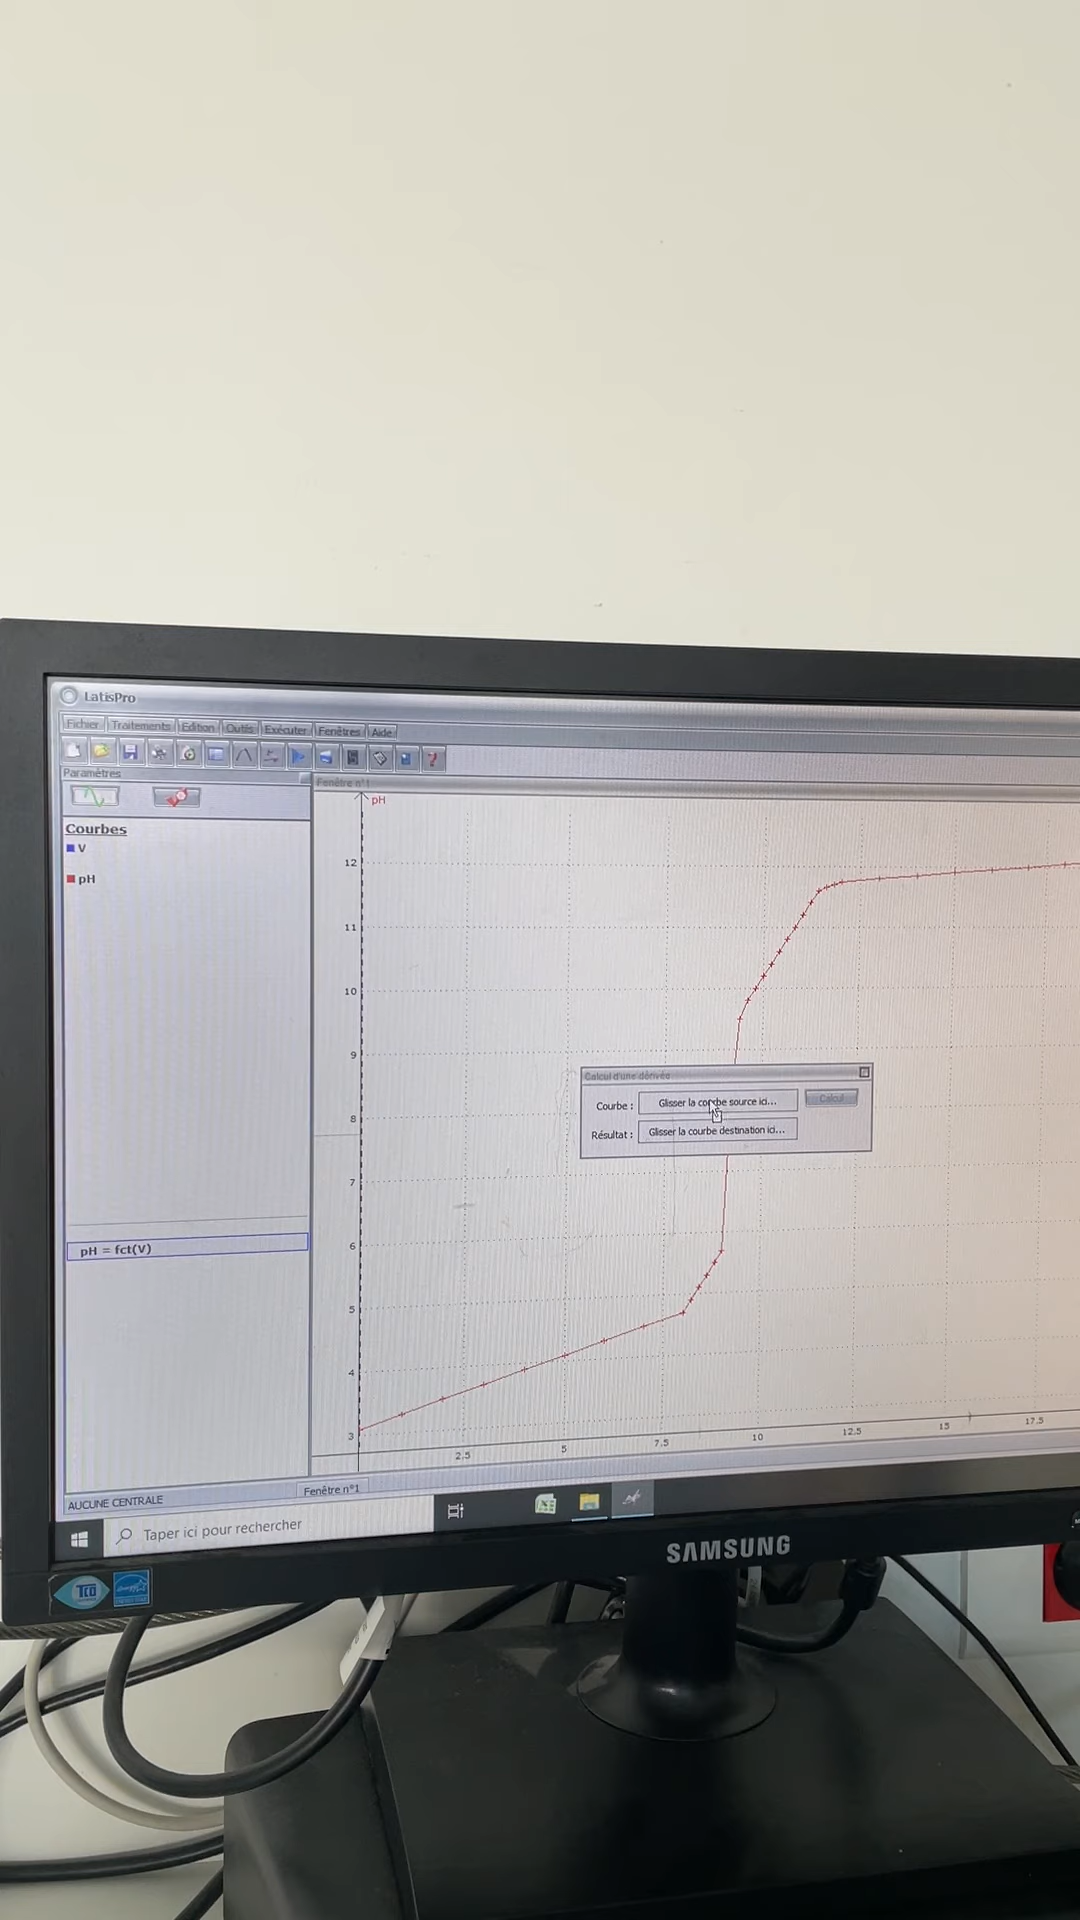 LatisPro
Fichier Traitements Edition Outils Exécuter Fenêtres Aide
Paramètres
Fenêtre n°1
Courbes
V
pH
pH = fct(V)
pH
12
11
10
9
8
7
6
5
4
3
2.5 5 7.5 10 12.5 15 17.5
Calcul d'une dérivée
Courbe : Glisser la courbe source ici... Calcul
Résultat : Glisser la courbe destination ici...
AUCUNE CENTRALE
Fenêtre n°1
Taper ici pour rechercher
SAMSUNG
TCO